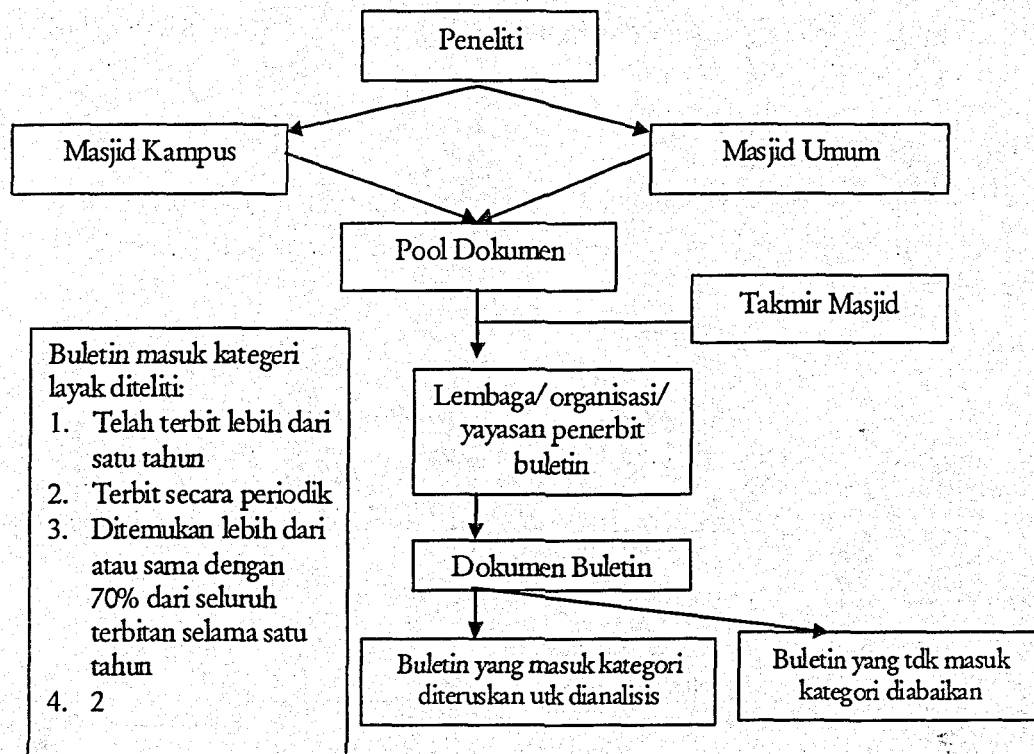 Peneliti
Masjid Kampus
Masjid Umum
Pool Dokumen
Takmir Masjid
Buletin masuk kategeri
layak diteliti:
1. Telah terbit lebih dari
satu tahun
2. Terbit secara periodik
3. Ditemukan lebih dari
atau sama dengan
70% dari seluruh
terbitan selama satu
tahun
4. 2
Lembaga/organisasi/
yayasan penerbit
buletin
Dokumen Buletin
Buletin yang masuk kategori
diteruskan utk dianalisis
Buletin yang tdk masuk
kategori diabaikan